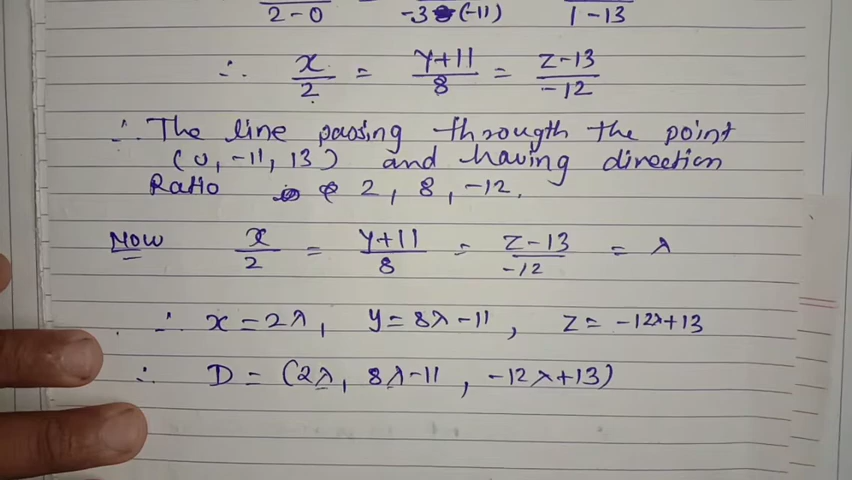 2-0 -3-(-11) 1-13
∴ x/2 = y+11/8 = z-13/-12
∴ The line passing throught the point
(0, -11, 13) and having direction
Ratio 2, 8, -12.
Now x/2 = y+11/8 = z-13/-12 = λ
∴ x = 2λ, y = 8λ-11, z = -12λ+13
∴ D = (2λ, 8λ-11, -12λ+13)